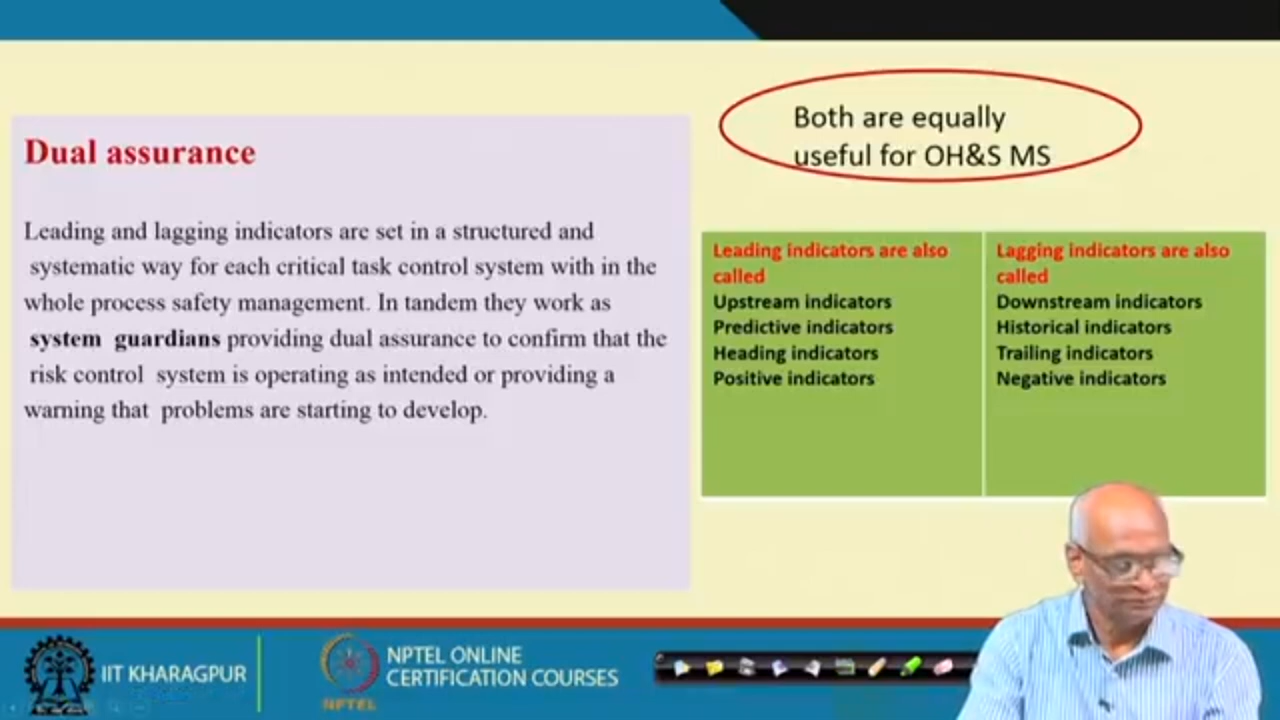 Dual assurance
Leading and lagging indicators are set in a structured and
systematic way for each critical task control system with in the
whole process safety management. In tandem they work as
system guardians providing dual assurance to confirm that the
risk control system is operating as intended or providing a
warning that problems are starting to develop.
Both are equally
useful for OH&S MS
Leading indicators are also
called
Upstream indicators
Predictive indicators
Heading indicators
Positive indicators
Lagging indicators are also
called
Downstream indicators
Historical indicators
Trailing indicators
Negative indicators
IIT KHARAGPUR
NPTEL
NPTEL ONLINE
CERTIFICATION COURSES